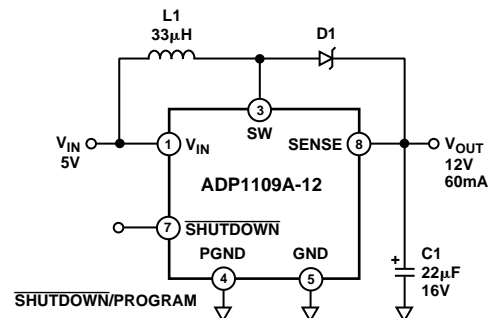 L1
33µH
D1
3
SW
V_IN
5V
1
V_IN
SENSE
8
V_OUT
12V
60mA
ADP1109A-12
7
SHUTDOWN
PGND
GND
4
5
C1
+
22µF
16V
SHUTDOWN/PROGRAM